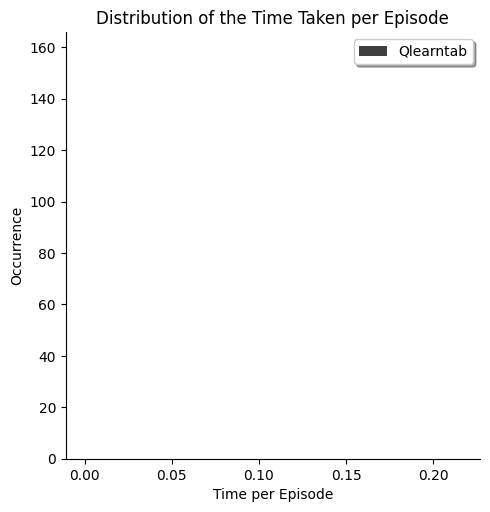 Distribution of the Time Taken per Episode
Qlearntab
160
140
120
100
80
60
40
20
0
Occurrence
0.00 0.05 0.10 0.15 0.20
Time per Episode